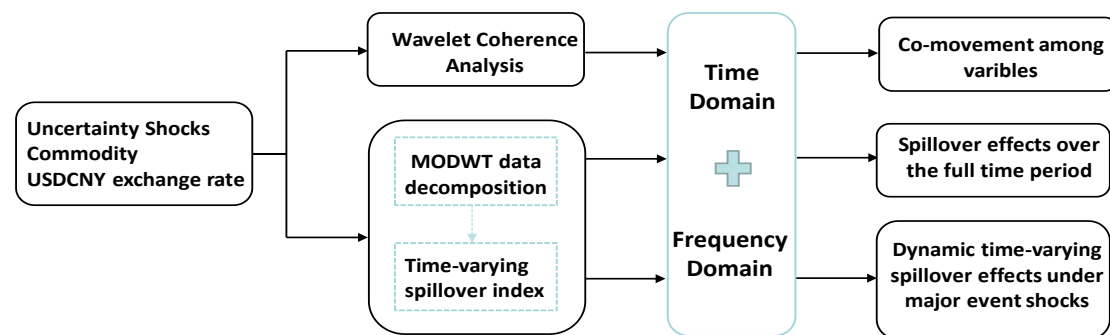 Uncertainty Shocks
Commodity
USDCNY exchange rate
Wavelet Coherence
Analysis
MODWT data
decomposition
Time-varying
spillover index
Time
Domain
Frequency
Domain
Co-movement among
varibles
Spillover effects over
the full time period
Dynamic time-varying
spillover effects under
major event shocks